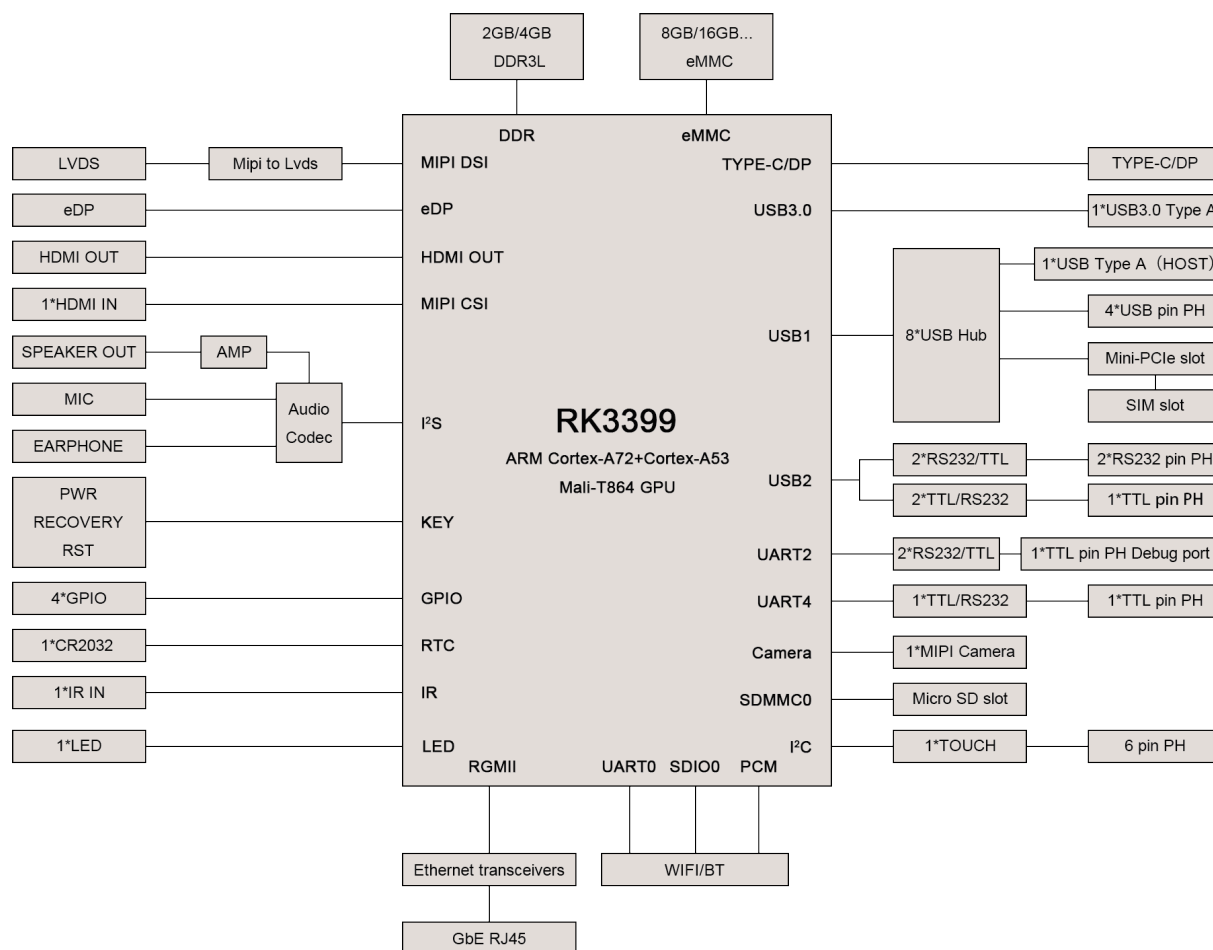 2GB/4GB
DDR3L
8GB/16GB...
eMMC
DDR
eMMC
LVDS
Mipi to Lvds
MIPI DSI
TYPE-C/DP
TYPE-C/DP
eDP
eDP
USB3.0
1*USB3.0 Type A
HDMI OUT
HDMI OUT
1*USB Type A（HOST）
1*HDMI IN
MIPI CSI
4*USB pin PH
USB1
8*USB Hub
SPEAKER OUT
AMP
Mini-PCIe slot
MIC
Audio
Codec
SIM slot
EARPHONE
I²S
RK3399
ARM Cortex-A72+Cortex-A53
Mali-T864 GPU
USB2
2*RS232/TTL
2*RS232 pin PH
2*TTL/RS232
1*TTL pin PH
PWR
RECOVERY
RST
KEY
UART2
2*RS232/TTL
1*TTL pin PH Debug port
4*GPIO
GPIO
UART4
1*TTL/RS232
1*TTL pin PH
1*CR2032
RTC
Camera
1*MIPI Camera
1*IR IN
IR
SDMMC0
Micro SD slot
1*LED
LED
I²C
1*TOUCH
6 pin PH
RGMII
UART0
SDIO0
PCM
Ethernet transceivers
WIFI/BT
GbE RJ45